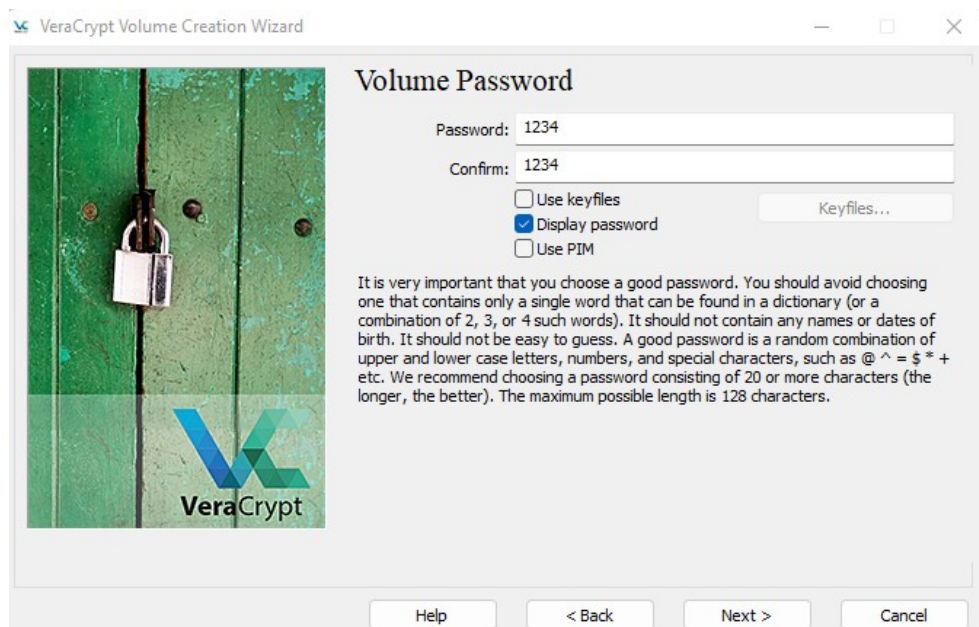 VeraCrypt Volume Creation Wizard
Volume Password
Password: 1234
Confirm: 1234
Use keyfiles
Keyfiles...
Display password
Use PIM
It is very important that you choose a good password. You should avoid choosing
one that contains only a single word that can be found in a dictionary (or a
combination of 2, 3, or 4 such words). It should not contain any names or dates of
birth. It should not be easy to guess. A good password is a random combination of
upper and lower case letters, numbers, and special characters, such as @ ^ = $ * +
etc. We recommend choosing a password consisting of 20 or more characters (the
longer, the better). The maximum possible length is 128 characters.
VeraCrypt
Help < Back Next > Cancel